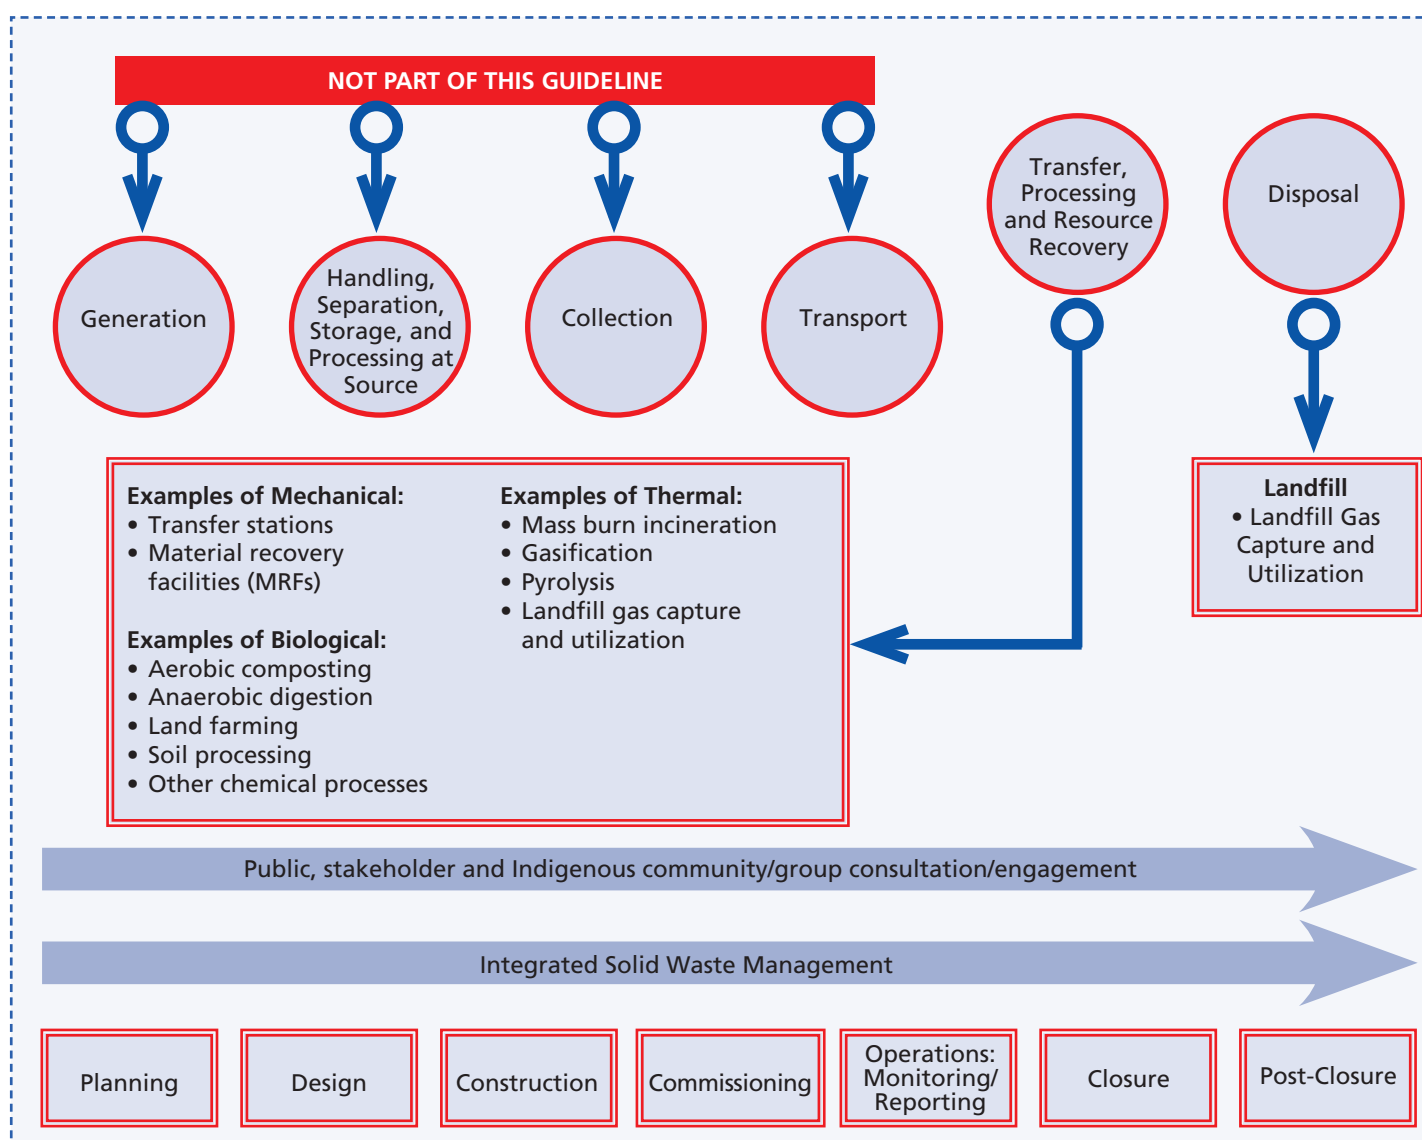 NOT PART OF THIS GUIDELINE
Generation
Handling,
Separation,
Storage, and
Processing at
Source
Collection
Transport
Transfer,
Processing
and Resource
Recovery
Disposal
Examples of Mechanical:
• Transfer stations
• Material recovery
facilities (MRFs)
Examples of Biological:
• Aerobic composting
• Anaerobic digestion
• Land farming
• Soil processing
• Other chemical processes
Examples of Thermal:
• Mass burn incineration
• Gasification
• Pyrolysis
• Landfill gas capture
and utilization
Landfill
• Landfill Gas
Capture and
Utilization
Public, stakeholder and Indigenous community/group consultation/engagement
Integrated Solid Waste Management
Planning
Design
Construction
Commissioning
Operations:
Monitoring/
Reporting
Closure
Post-Closure